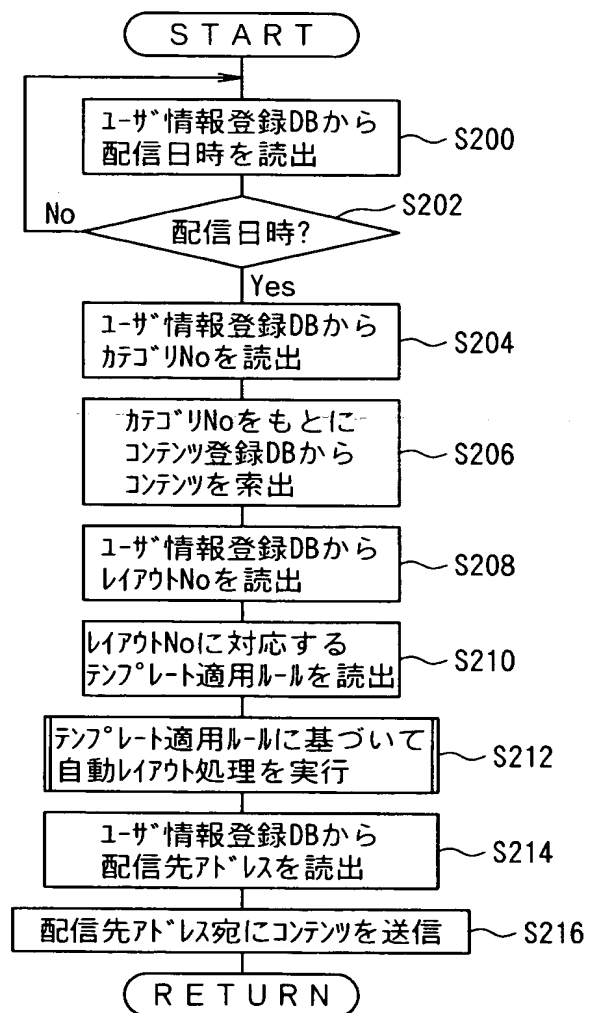 START
ﾕｰｻﾞ情報登録DBから
配信日時を読出
S200
配信日時?
S202
No
Yes
ﾕｰｻﾞ情報登録DBから
ｶﾃｺﾞﾘNoを読出
S204
ｶﾃｺﾞﾘNoをもとに
ｺﾝﾃﾝﾂ登録DBから
ｺﾝﾃﾝﾂを索出
S206
ﾕｰｻﾞ情報登録DBから
ﾚｲｱｳﾄNoを読出
S208
ﾚｲｱｳﾄNoに対応する
ﾃﾝﾌﾟﾚｰﾄ適用ﾙｰﾙを読出
S210
ﾃﾝﾌﾟﾚｰﾄ適用ﾙｰﾙに基づいて
自動ﾚｲｱｳﾄ処理を実行
S212
ﾕｰｻﾞ情報登録DBから
配信先ｱﾄﾞﾚｽを読出
S214
配信先ｱﾄﾞﾚｽ宛にｺﾝﾃﾝﾂを送信
S216
RETURN